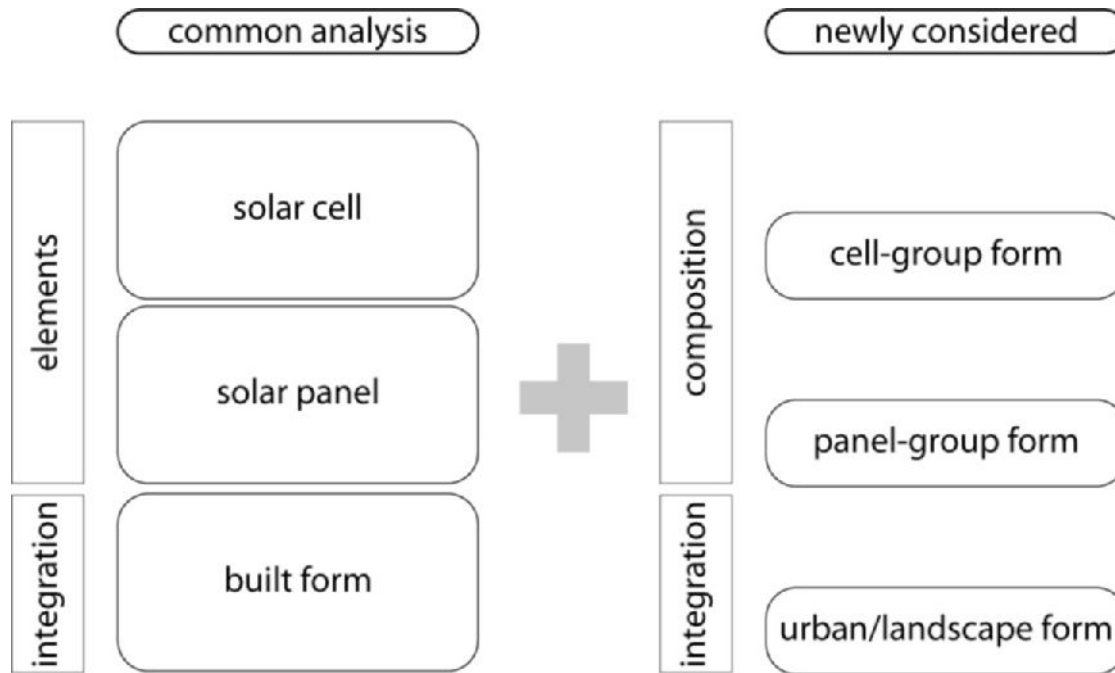 common analysis
newly considered
elements
solar cell
solar panel
integration
built form
composition
cell-group form
panel-group form
integration
urban/landscape form